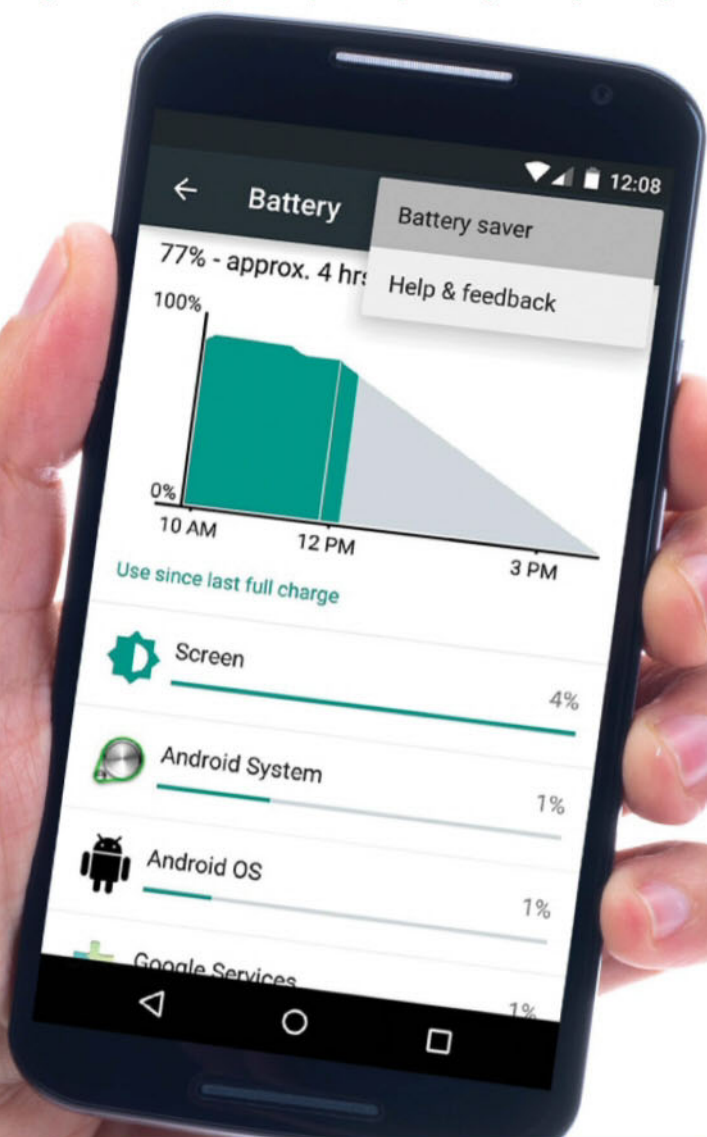 12:08
Battery
Battery saver
77% - approx. 4 hrs
Help & feedback
100%
0%
10 AM
12 PM
3 PM
Use since last full charge
Screen
4%
Android System
1%
Android OS
1%
Google Services
1%